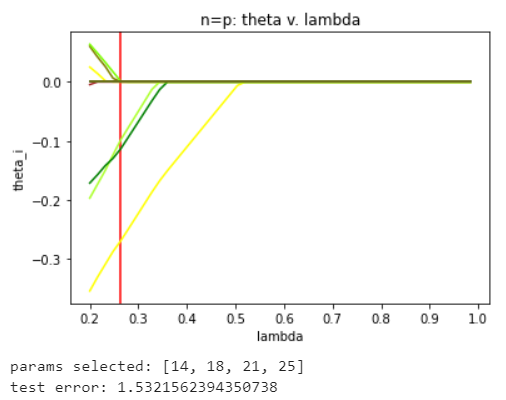 n=p: theta v. lambda
0.0
−0.1
−0.2
−0.3
theta_i
0.2 0.3 0.4 0.5 0.6 0.7 0.8 0.9 1.0
lambda
params selected: [14, 18, 21, 25]
test error: 1.5321562394350738